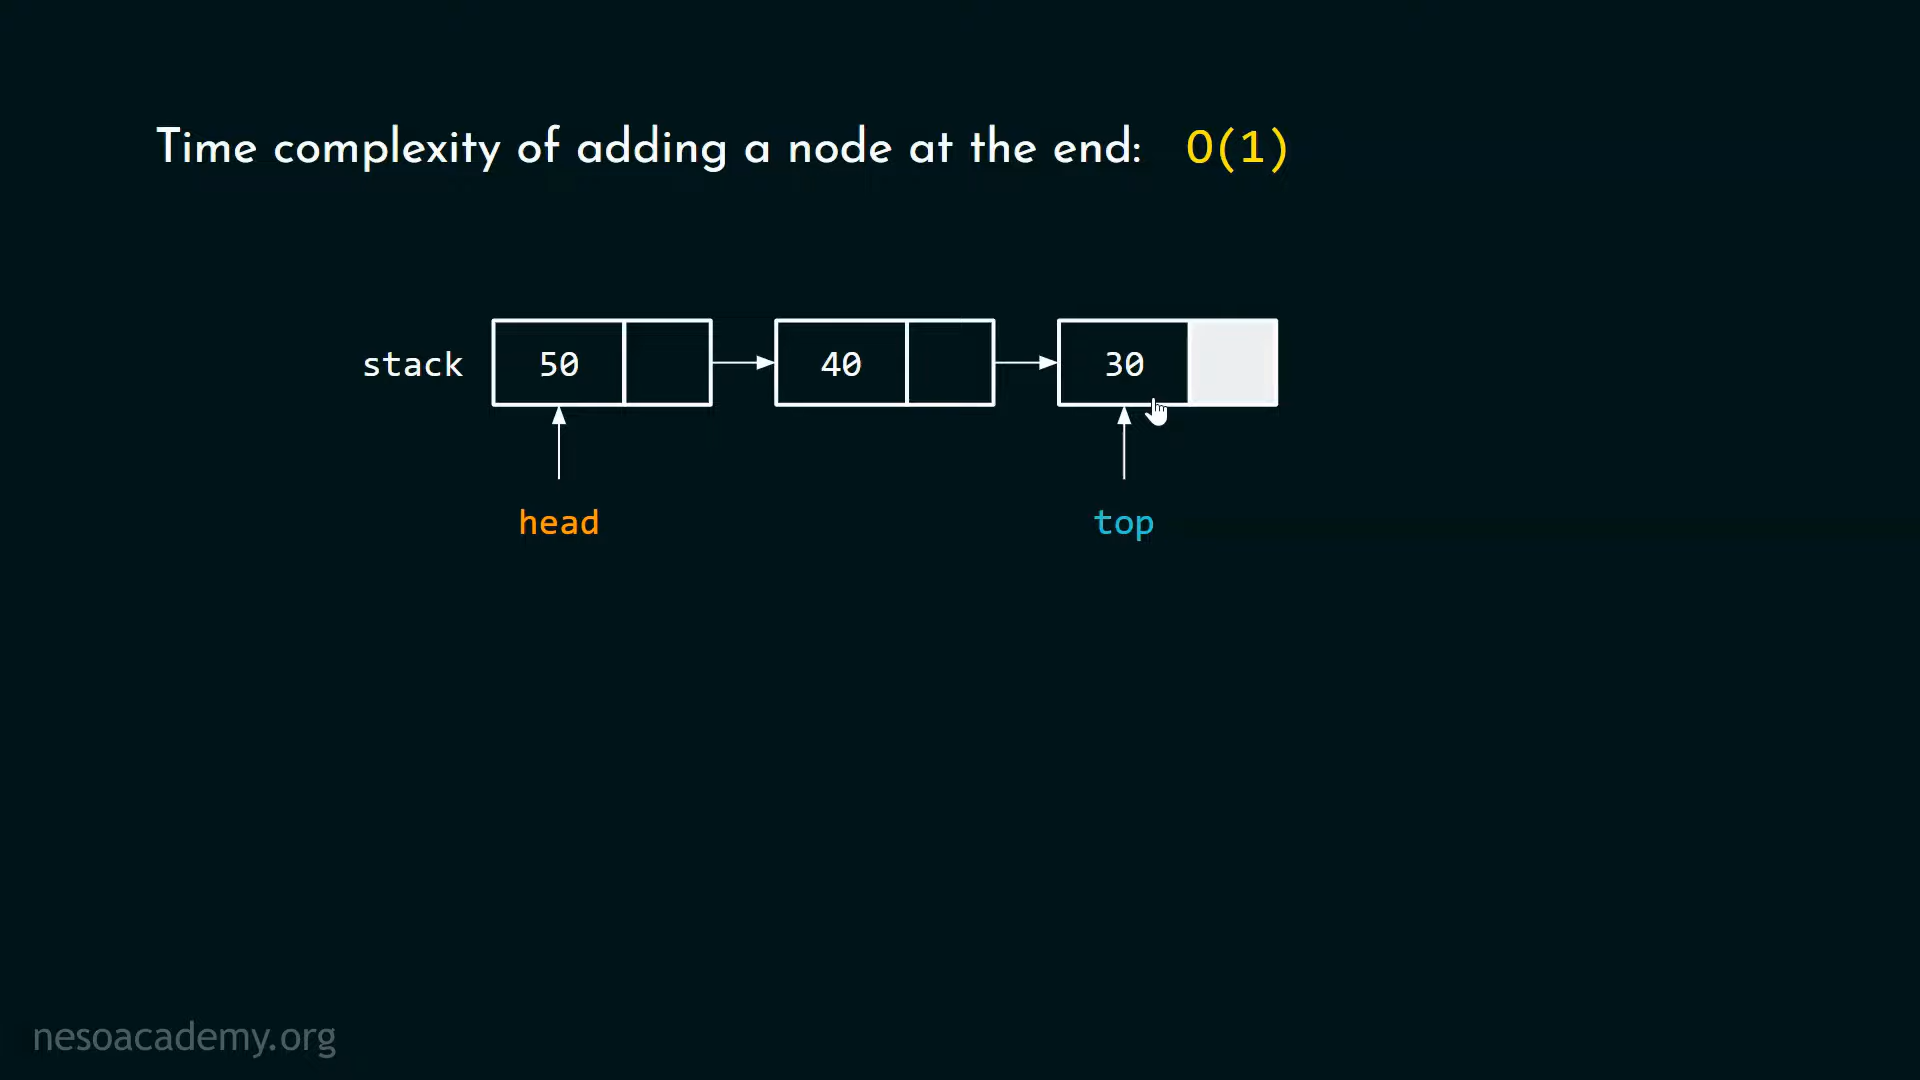 Time complexity of adding a node at the end: O(1)
stack 50 40 30
head top
nesoacademy.org